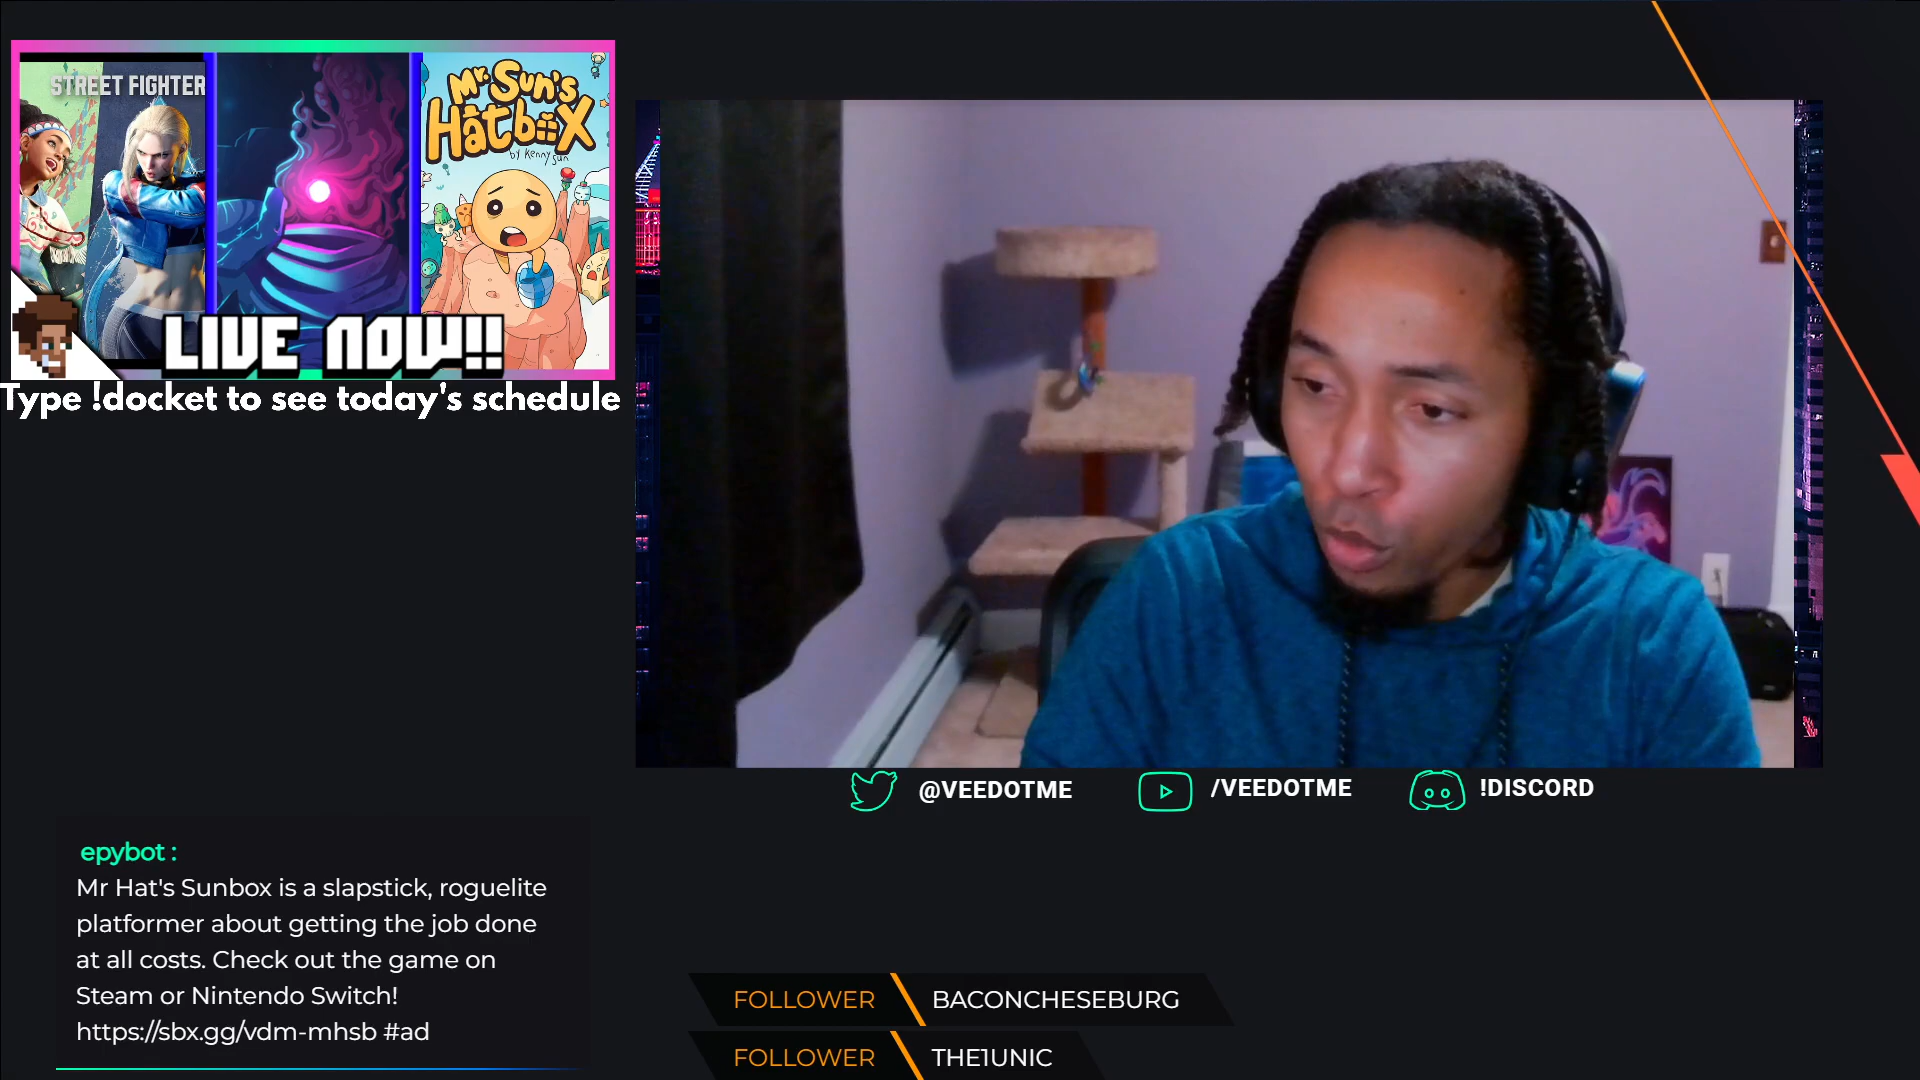 STREET FIGHTER
Mr. Sun's
Hatbox
by Kenny Sun
LIVE NOW!!
Type !docket to see today's schedule
@VEEDOTME
/VEEDOTME
!DISCORD
epybot :
Mr Hat's Sunbox is a slapstick, roguelite
platformer about getting the job done
at all costs. Check out the game on
Steam or Nintendo Switch!
https://sbx.gg/vdm-mhsb #ad
FOLLOWER BACONCHESEBURG
FOLLOWER THE1UNIC